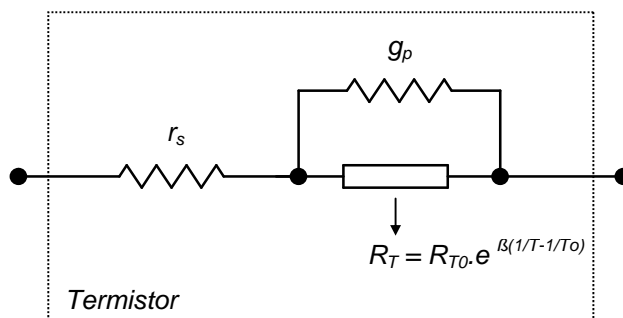 g_p
r_s
R_T = R_T0.e ß(1/T-1/To)
Termistor